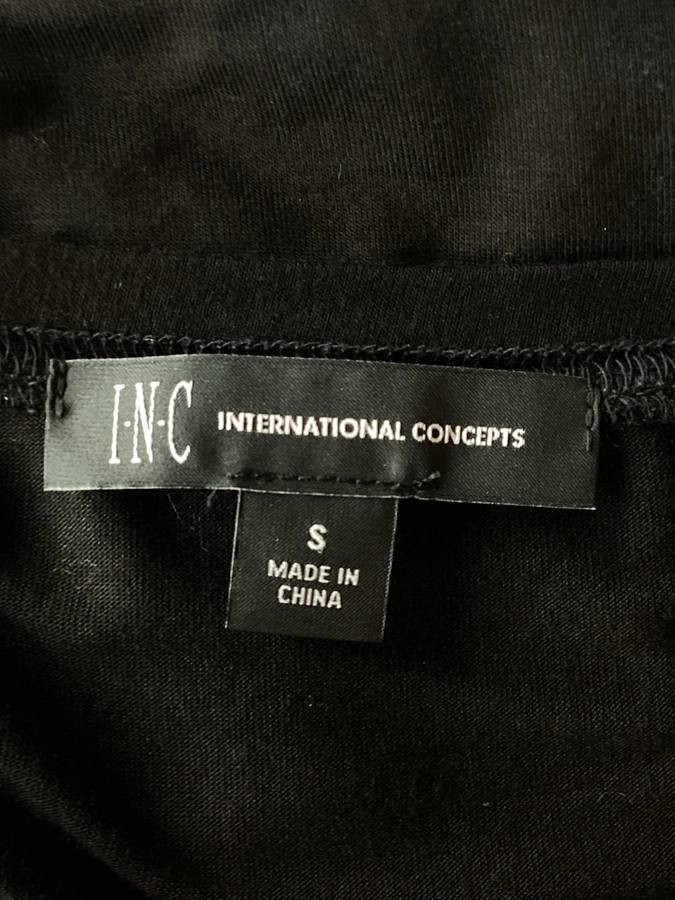 I·N·C INTERNATIONAL CONCEPTS
S
MADE IN
CHINA